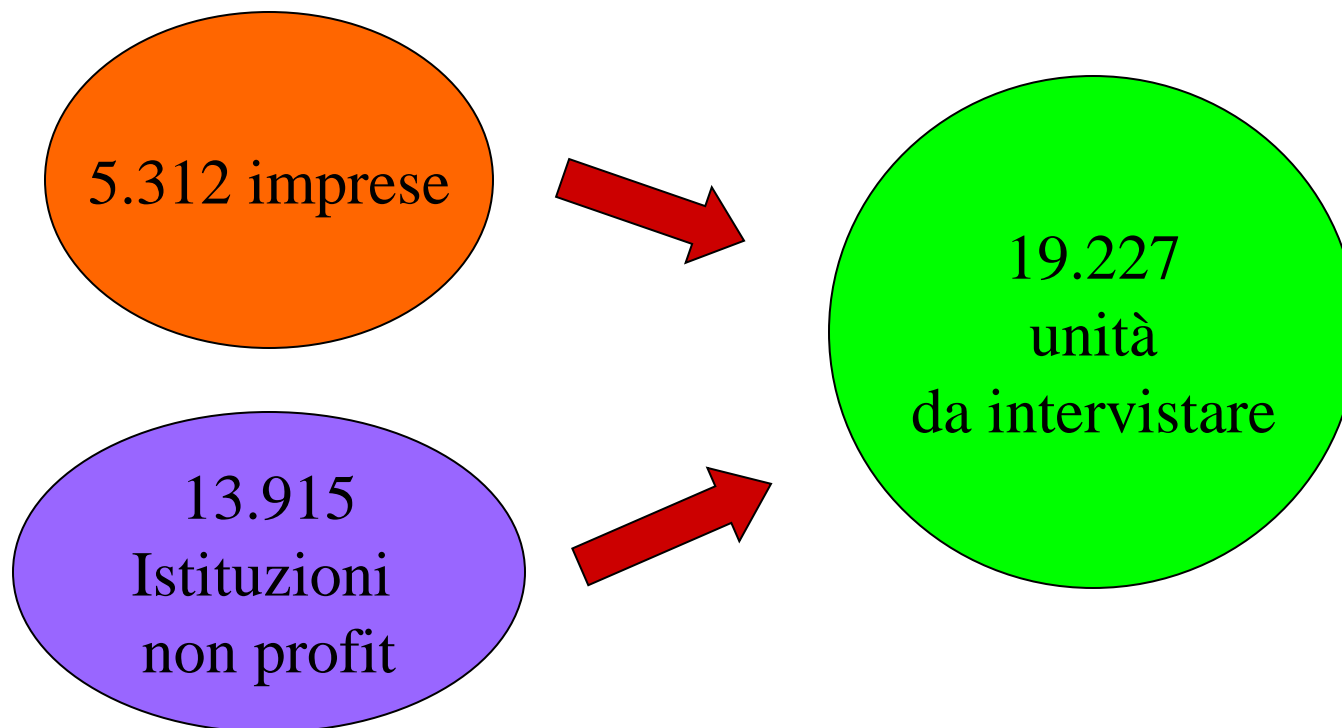 5.312 imprese
13.915
Istituzioni
non profit
19.227
unità
da intervistare